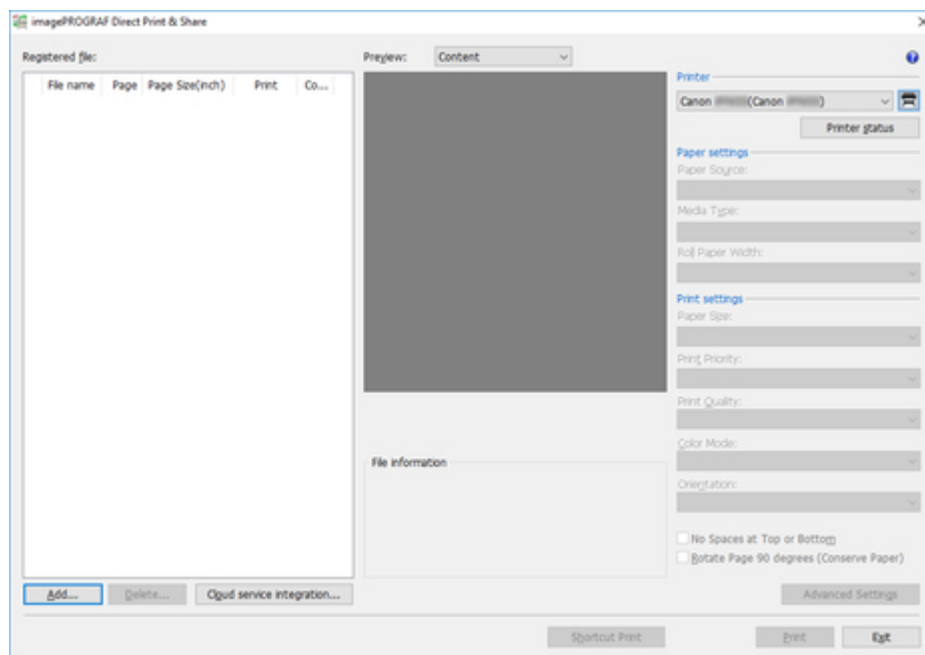 imagePROGRAF Direct Print & Share
Registered file:
File name Page Page Size(inch) Print Co...
Preview: Content
File information
Printer
Canon (Canon )
Printer status
Paper settings
Paper Source:
Media Type:
Roll Paper Width:
Print settings
Paper Size:
Print Priority:
Print Quality:
Color Mode:
Orientation:
No Spaces at Top or Bottom
Rotate Page 90 degrees (Conserve Paper)
Add... Delete... Cloud service integration... Advanced Settings
Shortcut Print Print Exit